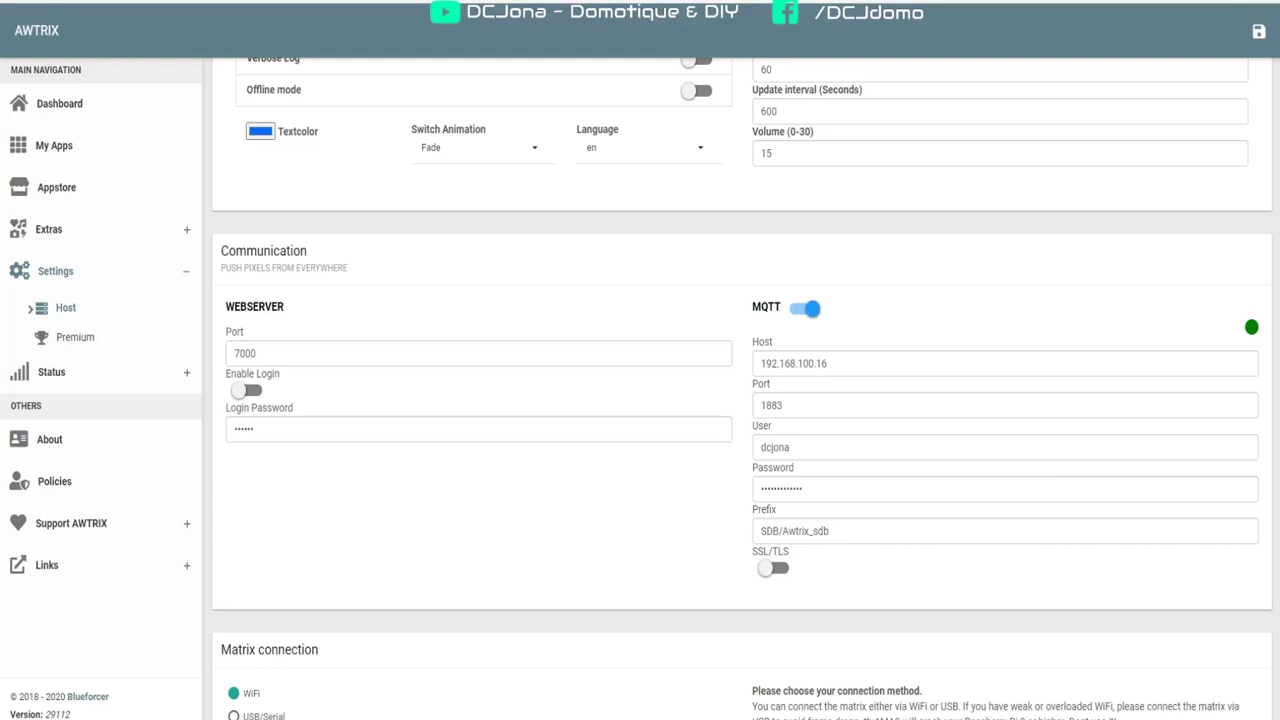 DCJona - Domotique & DIY
/DCJdomo
AWTRIX
MAIN NAVIGATION
Dashboard
My Apps
Appstore
Extras
Settings
Host
Premium
Status
OTHERS
About
Policies
Support AWTRIX
Links
© 2018 - 2020 Blueforcer
Version: 29112
Verbose Log
Offline mode
Textcolor
Switch Animation
Fade
Language
en
60
Update interval (Seconds)
600
Volume (0-30)
15
Communication
PUSH PIXELS FROM EVERYWHERE
WEBSERVER
Port
7000
Enable Login
Login Password
••••••
MQTT
Host
192.168.100.16
Port
1883
User
dcjona
Password
•••••••••••••
Prefix
SDB/Awtrix_sdb
SSL/TLS
Matrix connection
WiFi
USB/Serial
Please choose your connection method.
You can connect the matrix either via WiFi or USB. If you have weak or overloaded WiFi, please connect the matrix via